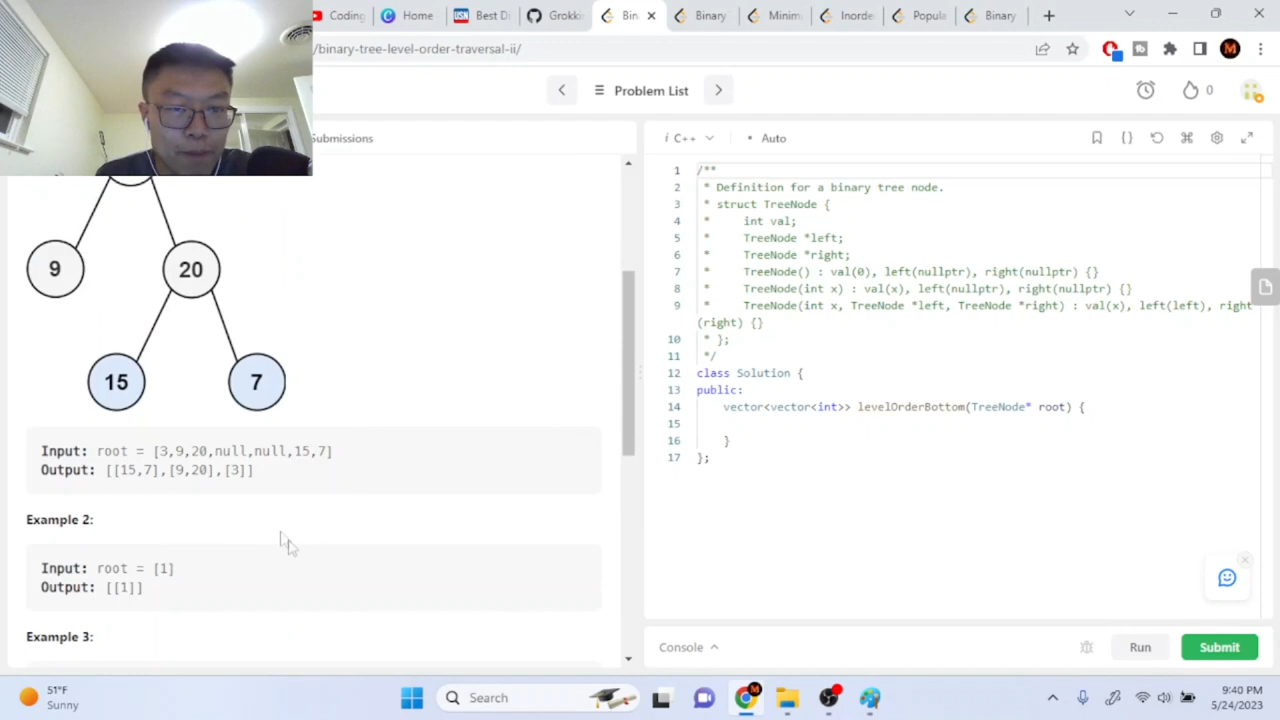 Coding
Home
Best Di
Grokki
Bin
Binary
Minim
Inorde
Popula
Binary
/binary-tree-level-order-traversal-ii/
Problem List
0
Submissions
i C++
• Auto
9
20
15
7
Input: root = [3,9,20,null,null,15,7]
Output: [[15,7],[9,20],[3]]
Example 2:
Input: root = [1]
Output: [[1]]
Example 3:
1 /**
2 * Definition for a binary tree node.
3 * struct TreeNode {
4 * int val;
5 * TreeNode *left;
6 * TreeNode *right;
7 * TreeNode() : val(0), left(nullptr), right(nullptr) {}
8 * TreeNode(int x) : val(x), left(nullptr), right(nullptr) {}
9 * TreeNode(int x, TreeNode *left, TreeNode *right) : val(x), left(left), right
(right) {}
10 * };
11 */
12 class Solution {
13 public:
14 vector<vector<int>> levelOrderBottom(TreeNode* root) {
15
16 }
17 };
Console
Run
Submit
51°F
Sunny
Search
9:40 PM
5/24/2023